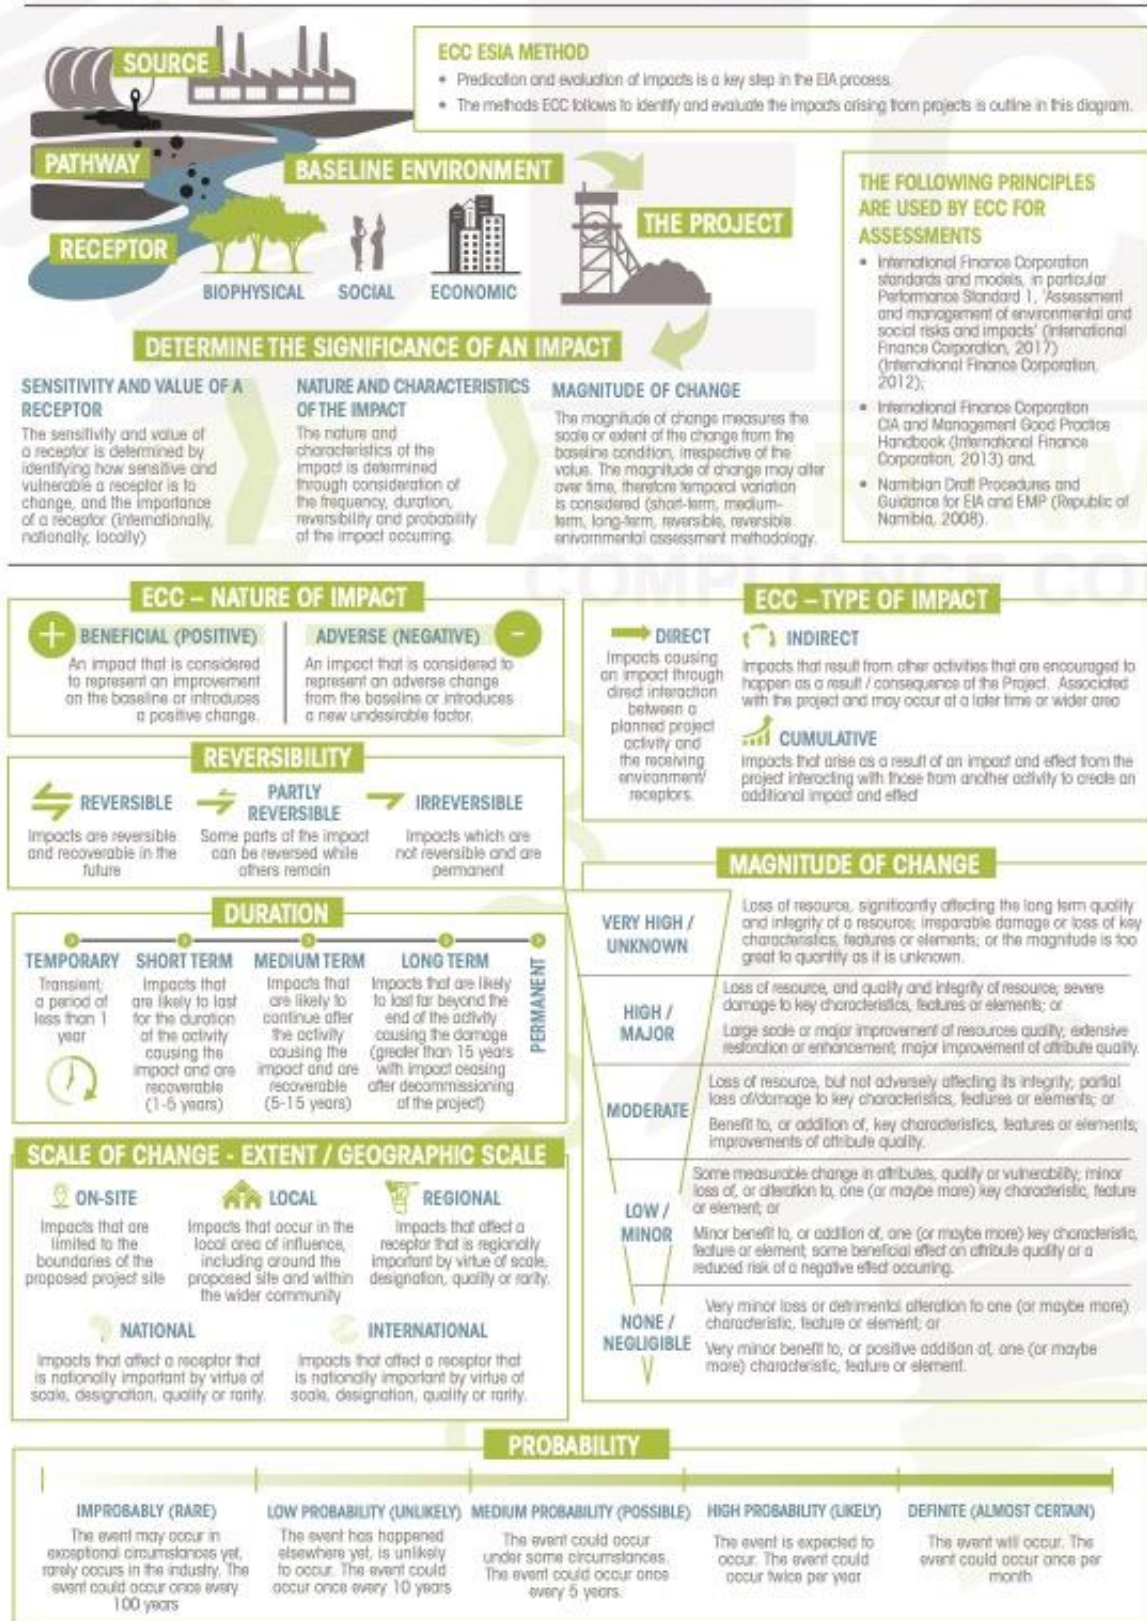 SOURCE
PATHWAY
RECEPTOR
ECC ESIA METHOD
• Predication and evaluation of impacts is a key step in the EIA process.
• The methods ECC follows to identify and evaluate the impacts arising from projects is outline in this diagram.
BASELINE ENVIRONMENT
BIOPHYSICAL
SOCIAL
ECONOMIC
THE PROJECT
THE FOLLOWING PRINCIPLES
ARE USED BY ECC FOR
ASSESSMENTS
• International Finance Corporation
standards and models, in particular
Performance Standard 1, 'Assessment
and management of environmental and
social risks and impacts' (International
Finance Corporation, 2017)
(International Finance Corporation,
2012);
• International Finance Corporation
CIA and Management Good Practice
Handbook (International Finance
Corporation, 2013) and,
• Namibian Draft Procedures and
Guidance for EIA and EMP (Republic of
Namibia, 2008).
DETERMINE THE SIGNIFICANCE OF AN IMPACT
SENSITIVITY AND VALUE OF A
RECEPTOR
The sensitivity and value of
a receptor is determined by
identifying how sensitive and
vulnerable a receptor is to
change, and the importance
of a receptor (internationally,
nationally, locally)
NATURE AND CHARACTERISTICS
OF THE IMPACT
The nature and
characteristics of the
impact is determined
through consideration of
the frequency, duration,
reversibility and probability
of the impact occurring.
MAGNITUDE OF CHANGE
The magnitude of change measures the
scale or extent of the change from the
baseline condition, irrespective of the
value. The magnitude of change may alter
over time, therefore temporal variation
is considered (short-term, medium-
term, long-term, reversible, reversible
environmental assessment methodology.
COMPLIANCE CO
ECC – NATURE OF IMPACT
+ BENEFICIAL (POSITIVE)
An impact that is considered
to represent an improvement
on the baseline or introduces
a positive change.
ADVERSE (NEGATIVE) -
An impact that is considered to
represent an adverse change
from the baseline or introduces
a new undesirable factor.
ECC – TYPE OF IMPACT
DIRECT
Impacts causing
an impact through
direct interaction
between a
planned project
activity and
the receiving
environment/
receptors.
INDIRECT
Impacts that result from other activities that are encouraged to
happen as a result / consequence of the Project. Associated
with the project and may occur at a later time or wider area
CUMULATIVE
Impacts that arise as a result of an impact and effect from the
project interacting with those from another activity to create an
additional impact and effect
REVERSIBILITY
REVERSIBLE
Impacts are reversible
and recoverable in the
future
PARTLY
REVERSIBLE
Some parts of the impact
can be reversed while
others remain
IRREVERSIBLE
Impacts which are
not reversible and are
permanent
DURATION
TEMPORARY
Transient;
a period of
less than 1
year
SHORT TERM
Impacts that
are likely to last
for the duration
of the activity
causing the
impact and are
recoverable
(1-5 years)
MEDIUM TERM
Impacts that
are likely to
continue after
the activity
causing the
impact and are
recoverable
(5-15 years)
LONG TERM
Impacts that are likely
to last far beyond the
end of the activity
causing the damage
(greater than 15 years
with impact ceasing
after decommissioning
of the project)
PERMANENT
MAGNITUDE OF CHANGE
VERY HIGH /
UNKNOWN
Loss of resource, significantly affecting the long term quality
and integrity of a resource; irreparable damage or loss of key
characteristics, features or elements; or the magnitude is too
great to quantify as it is unknown.
HIGH /
MAJOR
Loss of resource, and quality and integrity of resource; severe
damage to key characteristics, features or elements; or
Large scale or major improvement of resources quality; extensive
restoration or enhancement; major improvement of attribute quality.
MODERATE
Loss of resource, but not adversely affecting its integrity; partial
loss of/damage to key characteristics, features or elements; or
Benefit to, or addition of, key characteristics, features or elements;
improvements of attribute quality.
LOW /
MINOR
Some measurable change in attributes, quality or vulnerability; minor
loss of, or alteration to, one (or maybe more) key characteristic, feature
or element; or
Minor benefit to, or addition of, one (or maybe more) key characteristic,
feature or element; some beneficial effect on attribute quality or a
reduced risk of a negative effect occurring.
NONE /
NEGLIGIBLE
Very minor loss or detrimental alteration to one (or maybe more)
characteristic, feature or element; or
Very minor benefit to, or positive addition of, one (or maybe
more) characteristic, feature or element.
SCALE OF CHANGE - EXTENT / GEOGRAPHIC SCALE
ON-SITE
Impacts that are
limited to the
boundaries of the
proposed project site
LOCAL
Impacts that occur in the
local area of influence,
including around the
proposed site and within
the wider community
REGIONAL
Impacts that affect a
receptor that is regionally
important by virtue of scale,
designation, quality or rarity.
NATIONAL
Impacts that affect a receptor that
is nationally important by virtue of
scale, designation, quality or rarity.
INTERNATIONAL
Impacts that affect a receptor that
is nationally important by virtue of
scale, designation, quality or rarity.
PROBABILITY
IMPROBABLY (RARE)
The event may occur in
exceptional circumstances yet,
rarely occurs in the industry. The
event could occur once every
100 years
LOW PROBABILITY (UNLIKELY)
The event has happened
elsewhere yet, is unlikely
to occur. The event could
occur once every 10 years
MEDIUM PROBABILITY (POSSIBLE)
The event could occur
under some circumstances.
The event could occur once
every 5 years.
HIGH PROBABILITY (LIKELY)
The event is expected to
occur. The event could
occur twice per year
DEFINITE (ALMOST CERTAIN)
The event will occur. The
event could occur once per
month